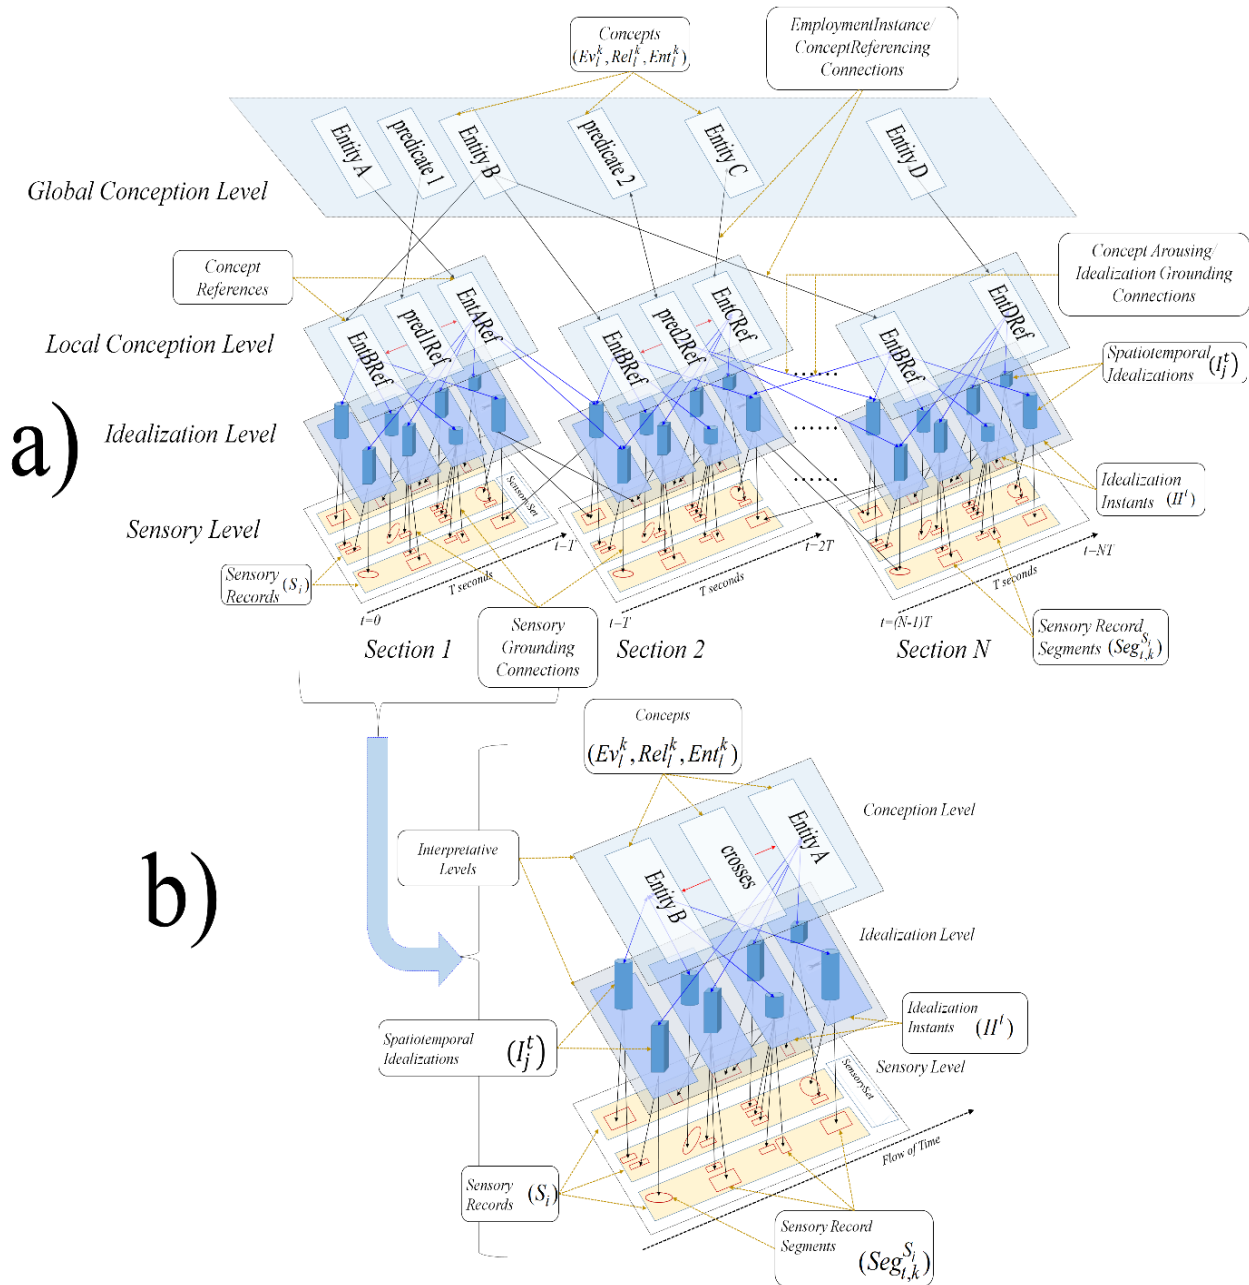 Concepts
(Ev_l^k, Rel_l^k, Ent_l^k)
EmploymentInstance/
ConceptReferencing
Connections
Entity A
predicate 1
Entity B
predicate 2
Entity C
Entity D
Global Conception Level
Concept
References
Concept Arousing/
Idealization Grounding
Connections
EntBRef
pred1Ref
EntARef
EntBRef
pred2Ref
EntCRef
EntBRef
EntDRef
Local Conception Level
Spatiotemporal
Idealizations (I_j^t)
a)
Idealization Level
Idealization
Instants (II^t)
Sensory Level
SensorySet
Sensory
Records (S_i)
t=0
T seconds
t-T
t-T
T seconds
t-2T
t=(N-1)T
T seconds
t-NT
Section 1
Sensory
Grounding
Connections
Section 2
Section N
Sensory Record
Segments (Seg_{t,k}^{S_i})
Concepts
(Ev_l^k, Rel_l^k, Ent_l^k)
Conception Level
Interpretative
Levels
Entity B
crosses
Entity A
b)
Idealization Level
Spatiotemporal
Idealizations (I_j^t)
Idealization
Instants (II^t)
Sensory Level
SensorySet
Flow of Time
Sensory
Records (S_i)
Sensory Record
Segments (Seg_{t,k}^{S_i})